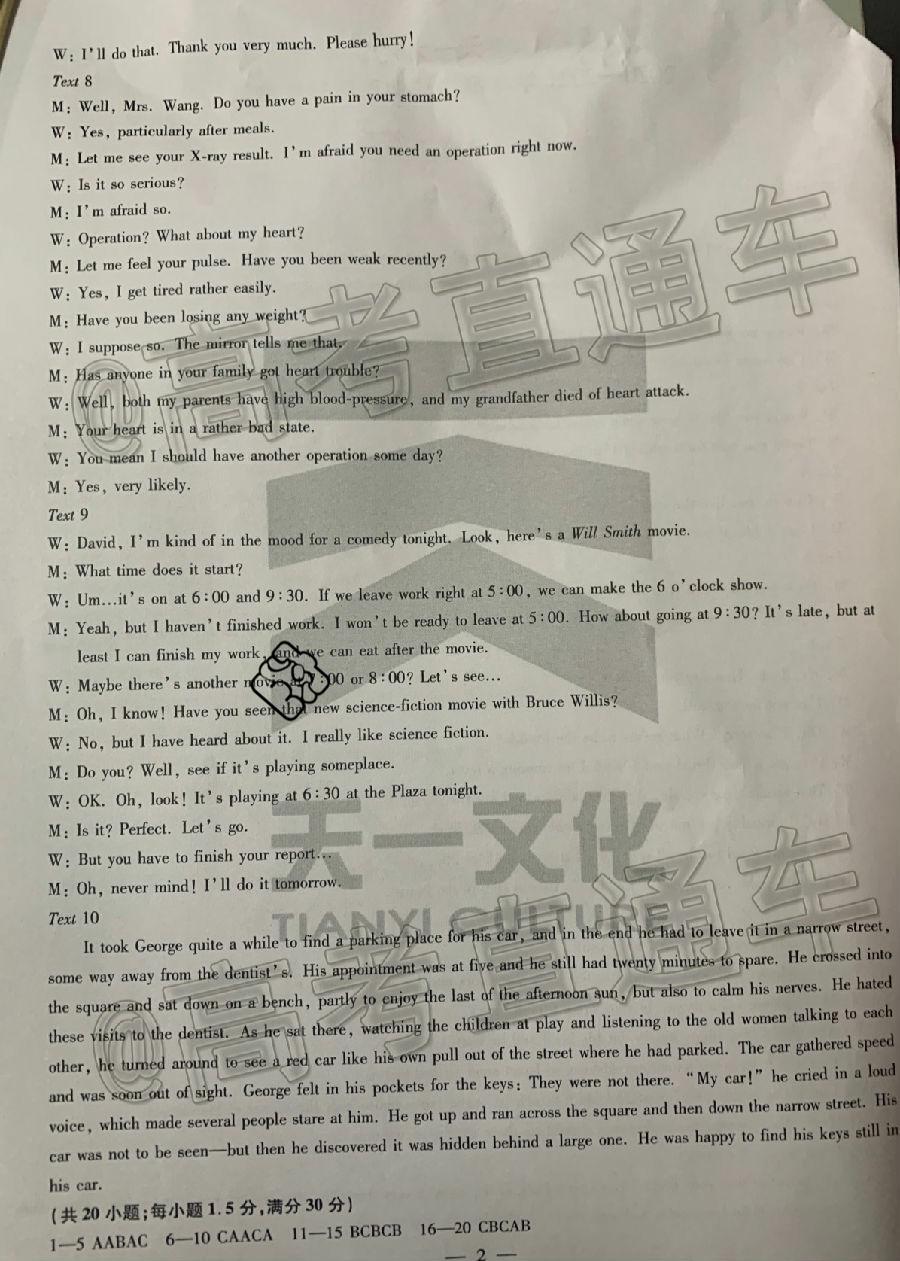 W: I'll do that. Thank you very much. Please hurry!
Text 8
M: Well, Mrs. Wang. Do you have a pain in your stomach?
W: Yes, particularly after meals.
M: Let me see your X-ray result. I'm afraid you need an operation right now.
W: Is it so serious?
M: I'm afraid so.
W: Operation? What about my heart?
M: Let me feel your pulse. Have you been weak recently?
W: Yes, I get tired rather easily.
M: Have you been losing any weight?
W: I suppose so. The mirror tells me that.
M: Has anyone in your family got heart trouble?
W: Well, both my parents have high blood-pressure, and my grandfather died of heart attack.
M: Your heart is in a rather bad state.
W: You mean I should have another operation some day?
M: Yes, very likely.
Text 9
W: David, I'm kind of in the mood for a comedy tonight. Look, here's a Will Smith movie.
M: What time does it start?
W: Um...it's on at 6:00 and 9:30. If we leave work right at 5:00, we can make the 6 o'clock show.
M: Yeah, but I haven't finished work. I won't be ready to leave at 5:00. How about going at 9:30? It's late, but at
least I can finish my work, and we can eat after the movie.
W: Maybe there's another movie at 7:00 or 8:00? Let's see...
M: Oh, I know! Have you seen that new science-fiction movie with Bruce Willis?
W: No, but I have heard about it. I really like science fiction.
M: Do you? Well, see if it's playing someplace.
W: OK. Oh, look! It's playing at 6:30 at the Plaza tonight.
M: Is it? Perfect. Let's go.
W: But you have to finish your report...
M: Oh, never mind! I'll do it tomorrow.
Text 10
It took George quite a while to find a parking place for his car, and in the end he had to leave it in a narrow street,
some way away from the dentist's. His appointment was at five and he still had twenty minutes to spare. He crossed into
the square and sat down on a bench, partly to enjoy the last of the afternoon sun, but also to calm his nerves. He hated
these visits to the dentist. As he sat there, watching the children at play and listening to the old women talking to each
other, he turned around to see a red car like his own pull out of the street where he had parked. The car gathered speed
and was soon out of sight. George felt in his pockets for the keys: They were not there. "My car!" he cried in a loud
voice, which made several people stare at him. He got up and ran across the square and then down the narrow street. His
car was not to be seen—but then he discovered it was hidden behind a large one. He was happy to find his keys still in
his car.
(共20小题;每小题1.5分,满分30分)
1—5 AABAC 6—10 CAACA 11—15 BCBCB 16—20 CBCAB
— 2 —
@高考直通车
天一文化
TIANYI CULTURE
@高考直通车